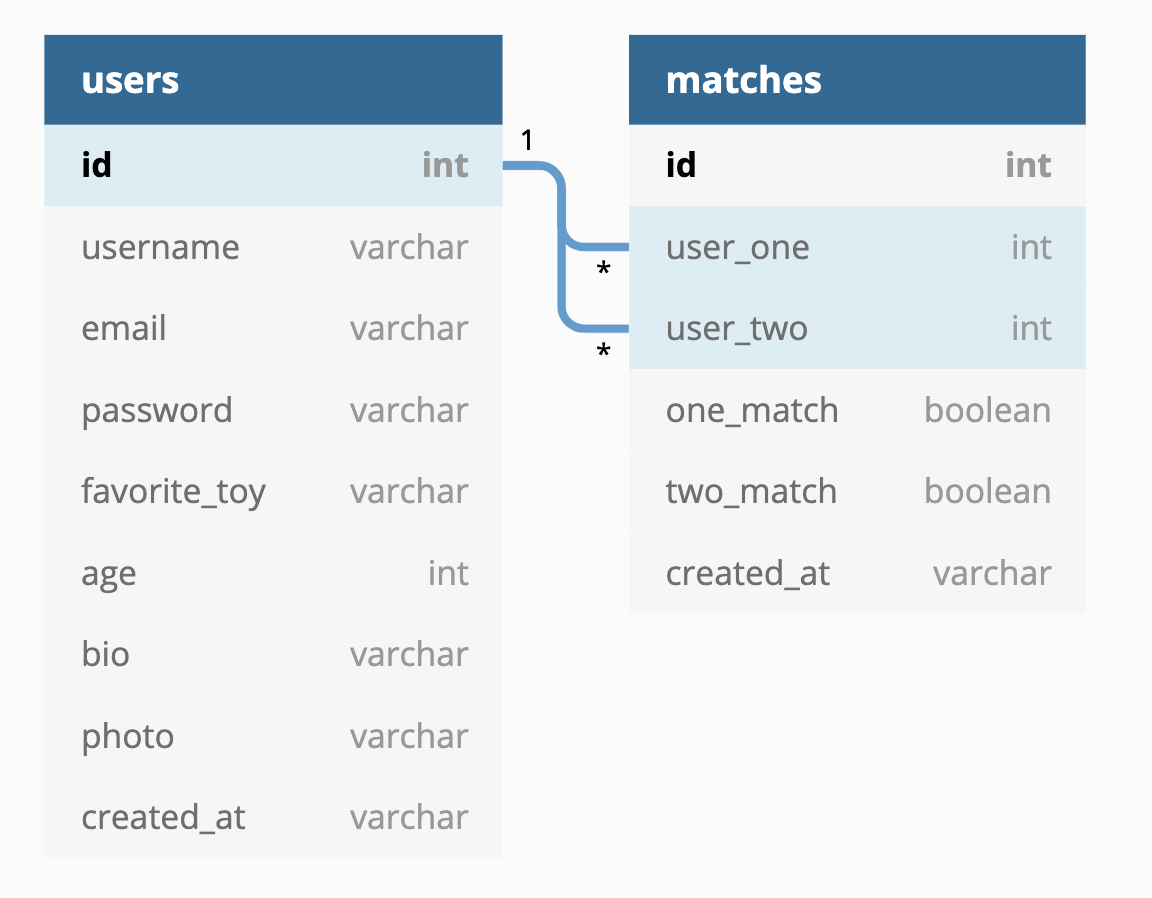 users
id int
username varchar
email varchar
password varchar
favorite_toy varchar
age int
bio varchar
photo varchar
created_at varchar
1
*
*
matches
id int
user_one int
user_two int
one_match boolean
two_match boolean
created_at varchar